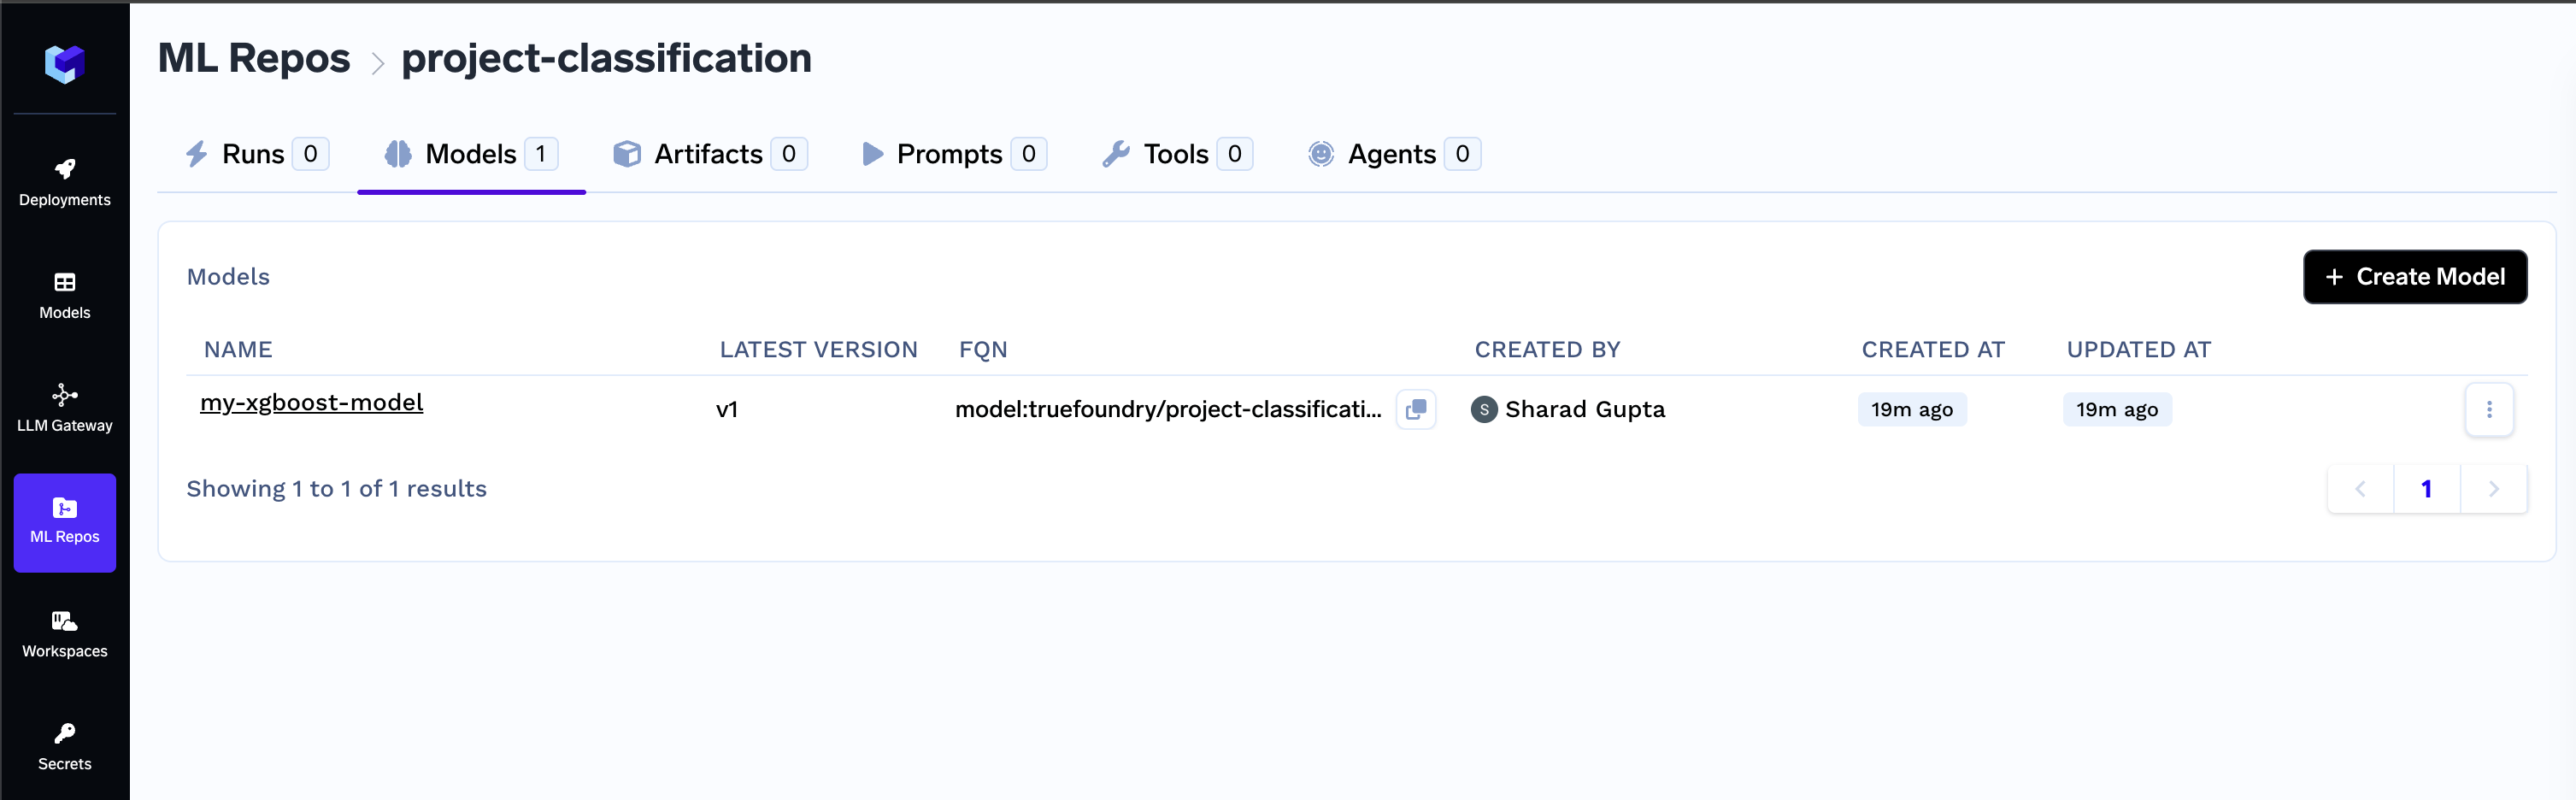 ML Repos > project-classification
Runs 0 Models 1 Artifacts 0 Prompts 0 Tools 0 Agents 0
Deployments
Models
LLM Gateway
ML Repos
Workspaces
Secrets
Models
+ Create Model
NAME LATEST VERSION FQN CREATED BY CREATED AT UPDATED AT
my-xgboost-model v1 model:truefoundry/project-classificati... S Sharad Gupta 19m ago 19m ago
Showing 1 to 1 of 1 results
1